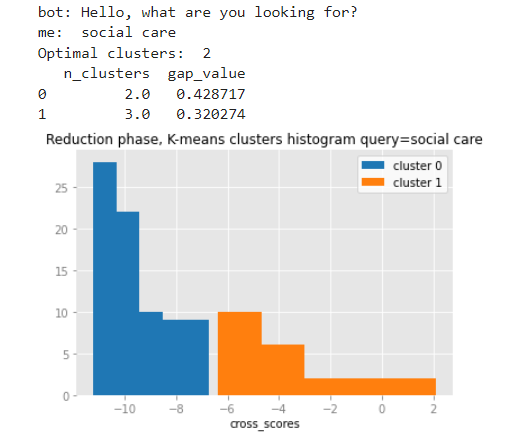 bot: Hello, what are you looking for?
me:  social care
Optimal clusters:  2
   n_clusters  gap_value
0         2.0   0.428717
1         3.0   0.320274
Reduction phase, K-means clusters histogram query=social care
cluster 0
cluster 1
25
20
15
10
5
0
−10 −8 −6 −4 −2 0 2
cross_scores